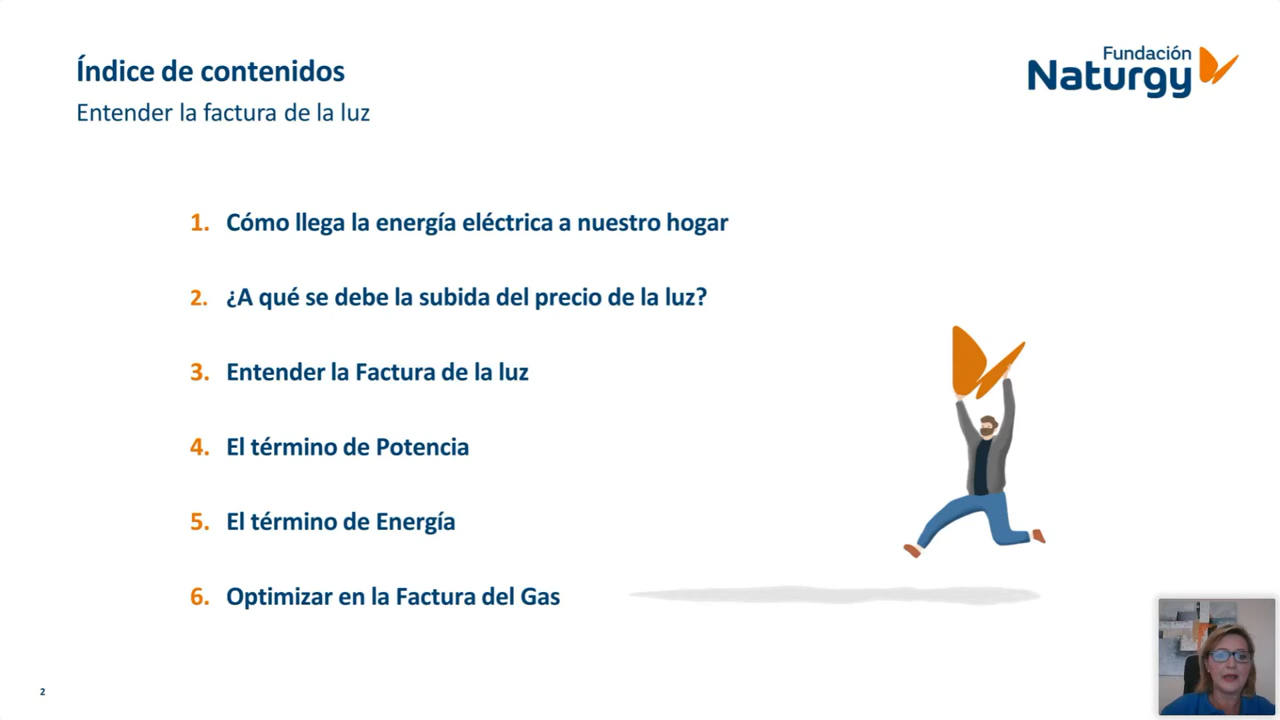 Índice de contenidos
Entender la factura de la luz
Fundación
Naturgy
1. Cómo llega la energía eléctrica a nuestro hogar
2. ¿A qué se debe la subida del precio de la luz?
3. Entender la Factura de la luz
4. El término de Potencia
5. El término de Energía
6. Optimizar en la Factura del Gas
2